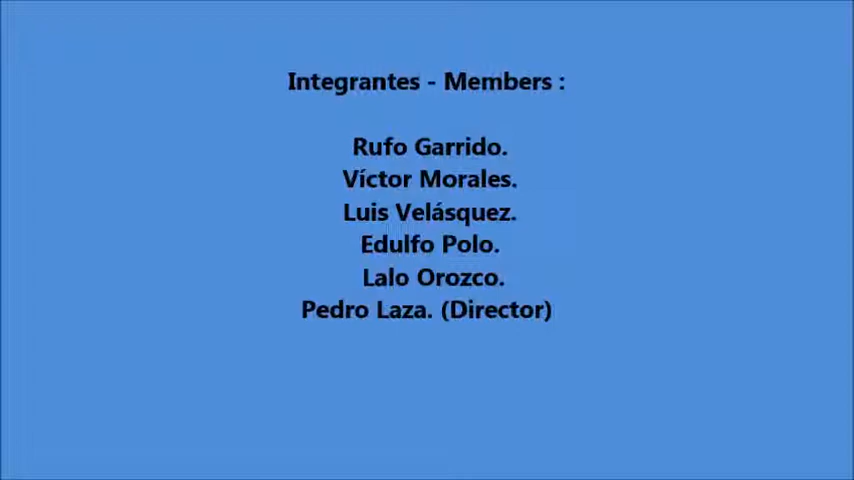 Integrantes - Members :
Rufo Garrido.
Víctor Morales.
Luis Velásquez.
Edulfo Polo.
Lalo Orozco.
Pedro Laza. (Director)